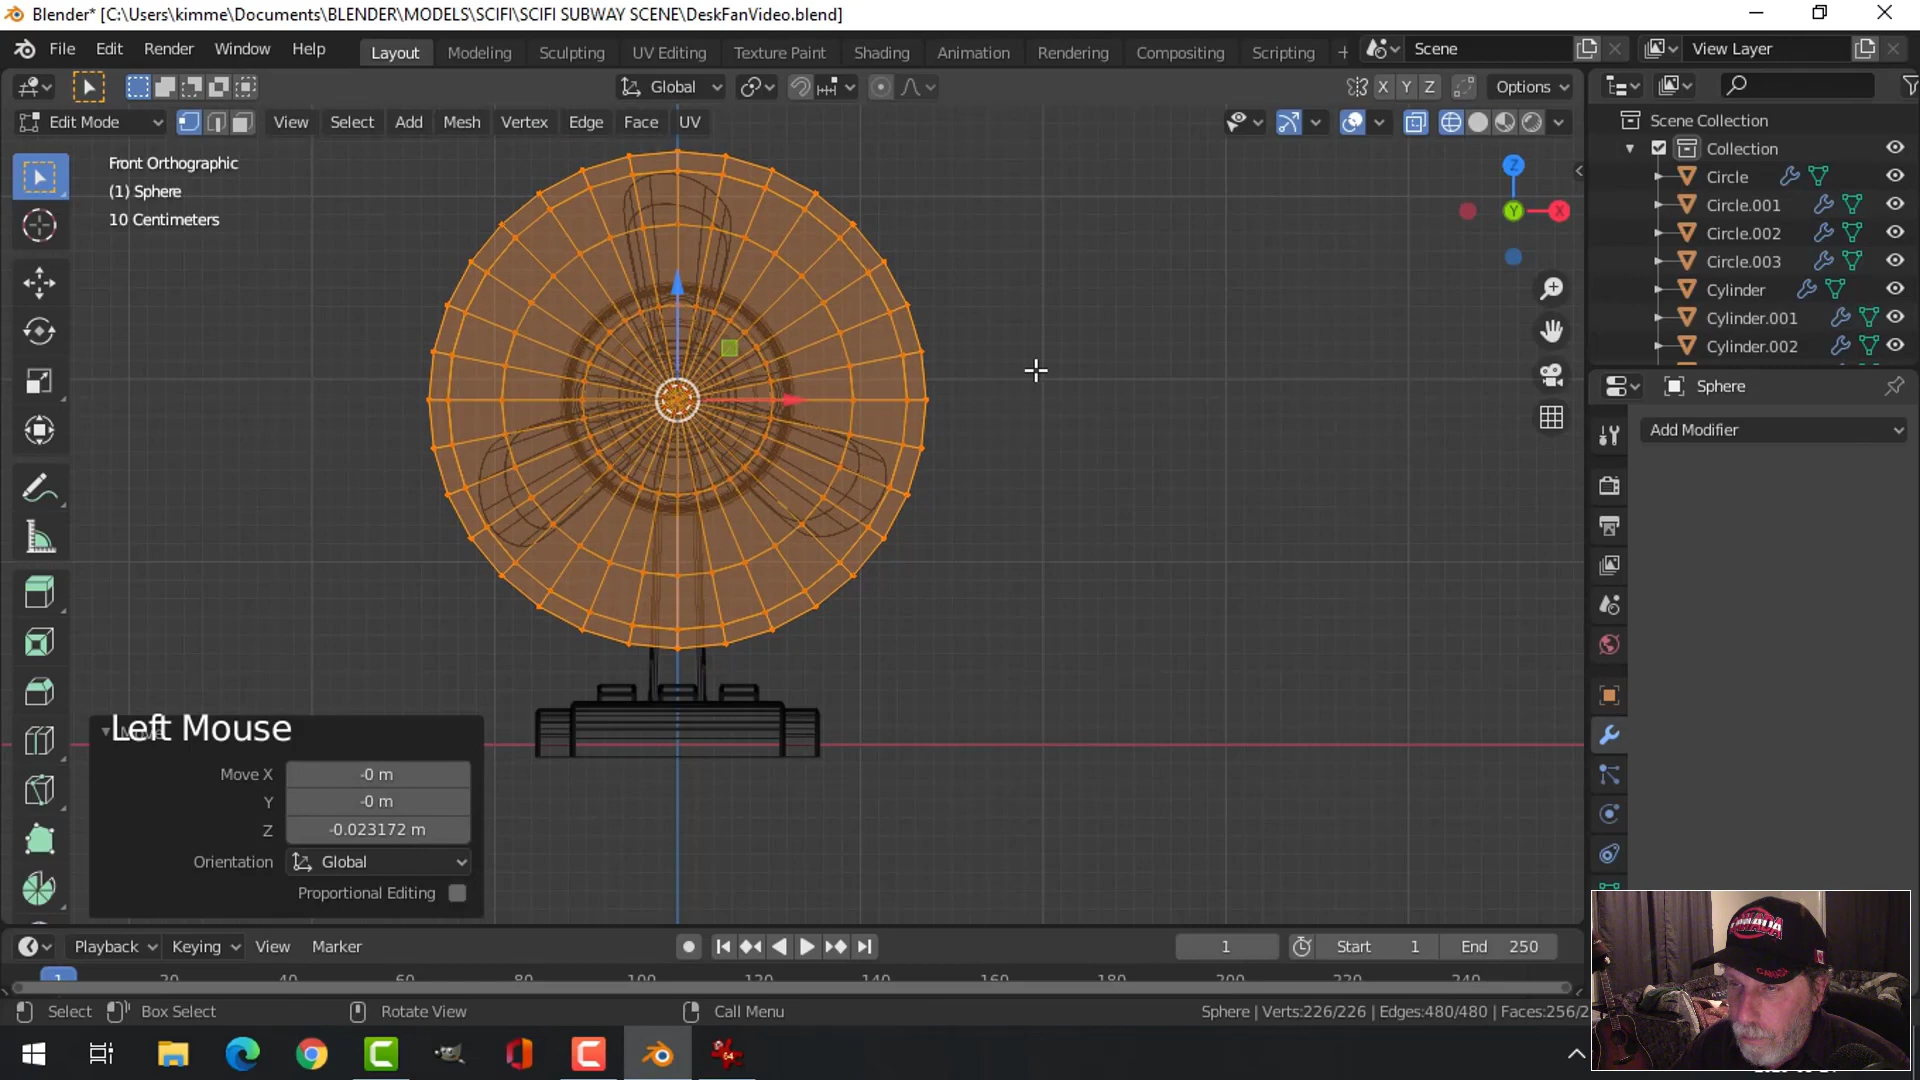 Blender* [C:\Users\kimme\Documents\BLENDER\MODELS\SCIFI\SCIFI SUBWAY SCENE\DeskFanVideo.blend]
File Edit Render Window Help Layout Modeling Sculpting UV Editing Texture Paint Shading Animation Rendering Compositing Scripting + Scene View Layer
Global X Y Z Options
Edit Mode View Select Add Mesh Vertex Edge Face UV
Front Orthographic
(1) Sphere
10 Centimeters
Z
Y
X
Scene Collection
Collection
Circle
Circle.001
Circle.002
Circle.003
Cylinder
Cylinder.001
Cylinder.002
Sphere
Add Modifier
Left Mouse
Move X -0 m
Y -0 m
Z -0.023172 m
Orientation Global
Proportional Editing
Playback Keying View Marker 1 Start 1 End 250
1 20 40 60 80 100 120 140 160 180 200 220 240
Select Box Select Rotate View Call Menu Sphere | Verts:226/226 | Edges:480/480 | Faces:256/2
CANADA
64